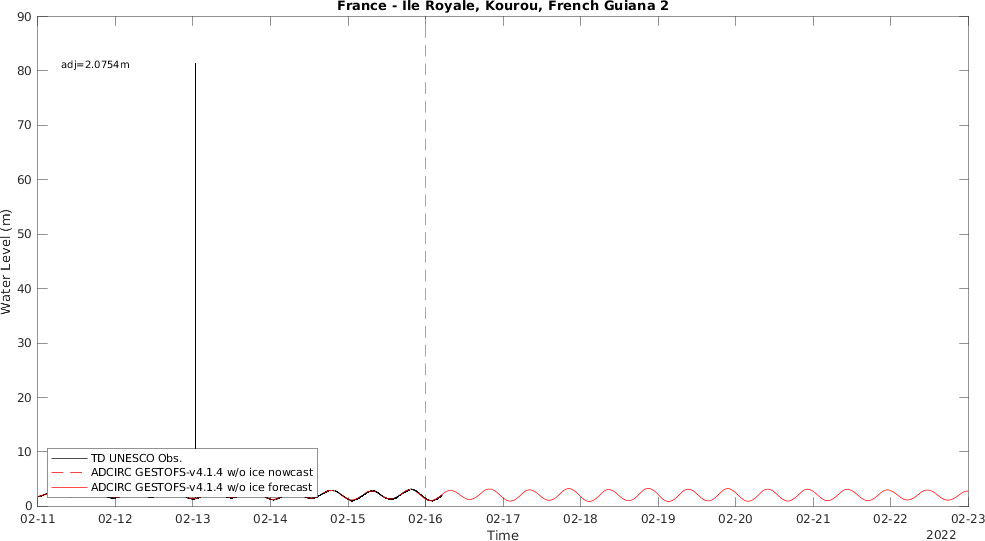 France - Ile Royale, Kourou, French Guiana 2
90
80
70
60
50
40
30
20
10
0
Water Level (m)
adj=2.0754m
TD UNESCO Obs.
ADCIRC GESTOFS-v4.1.4 w/o ice nowcast
ADCIRC GESTOFS-v4.1.4 w/o ice forecast
02-11 02-12 02-13 02-14 02-15 02-16 02-17 02-18 02-19 02-20 02-21 02-22 02-23
Time
2022